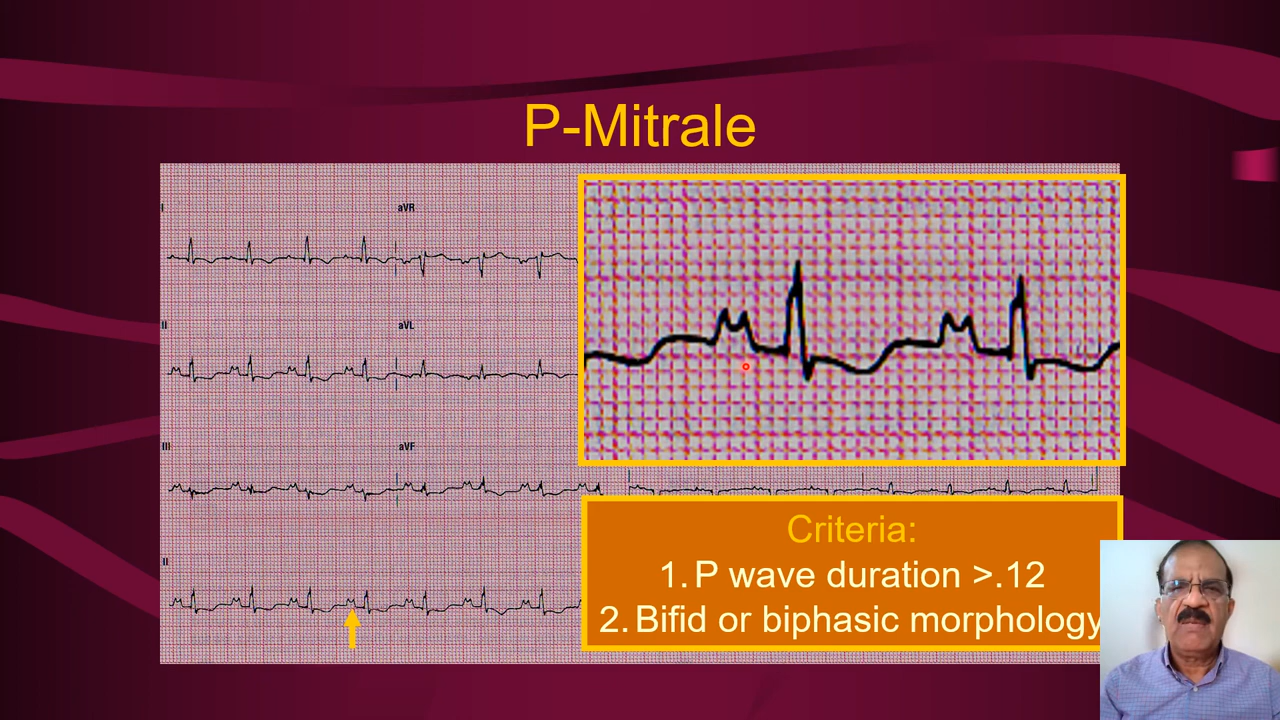 P-Mitrale
I
aVR
II
aVL
III
aVF
II
Criteria:
1. P wave duration >.12
2. Bifid or biphasic morphology